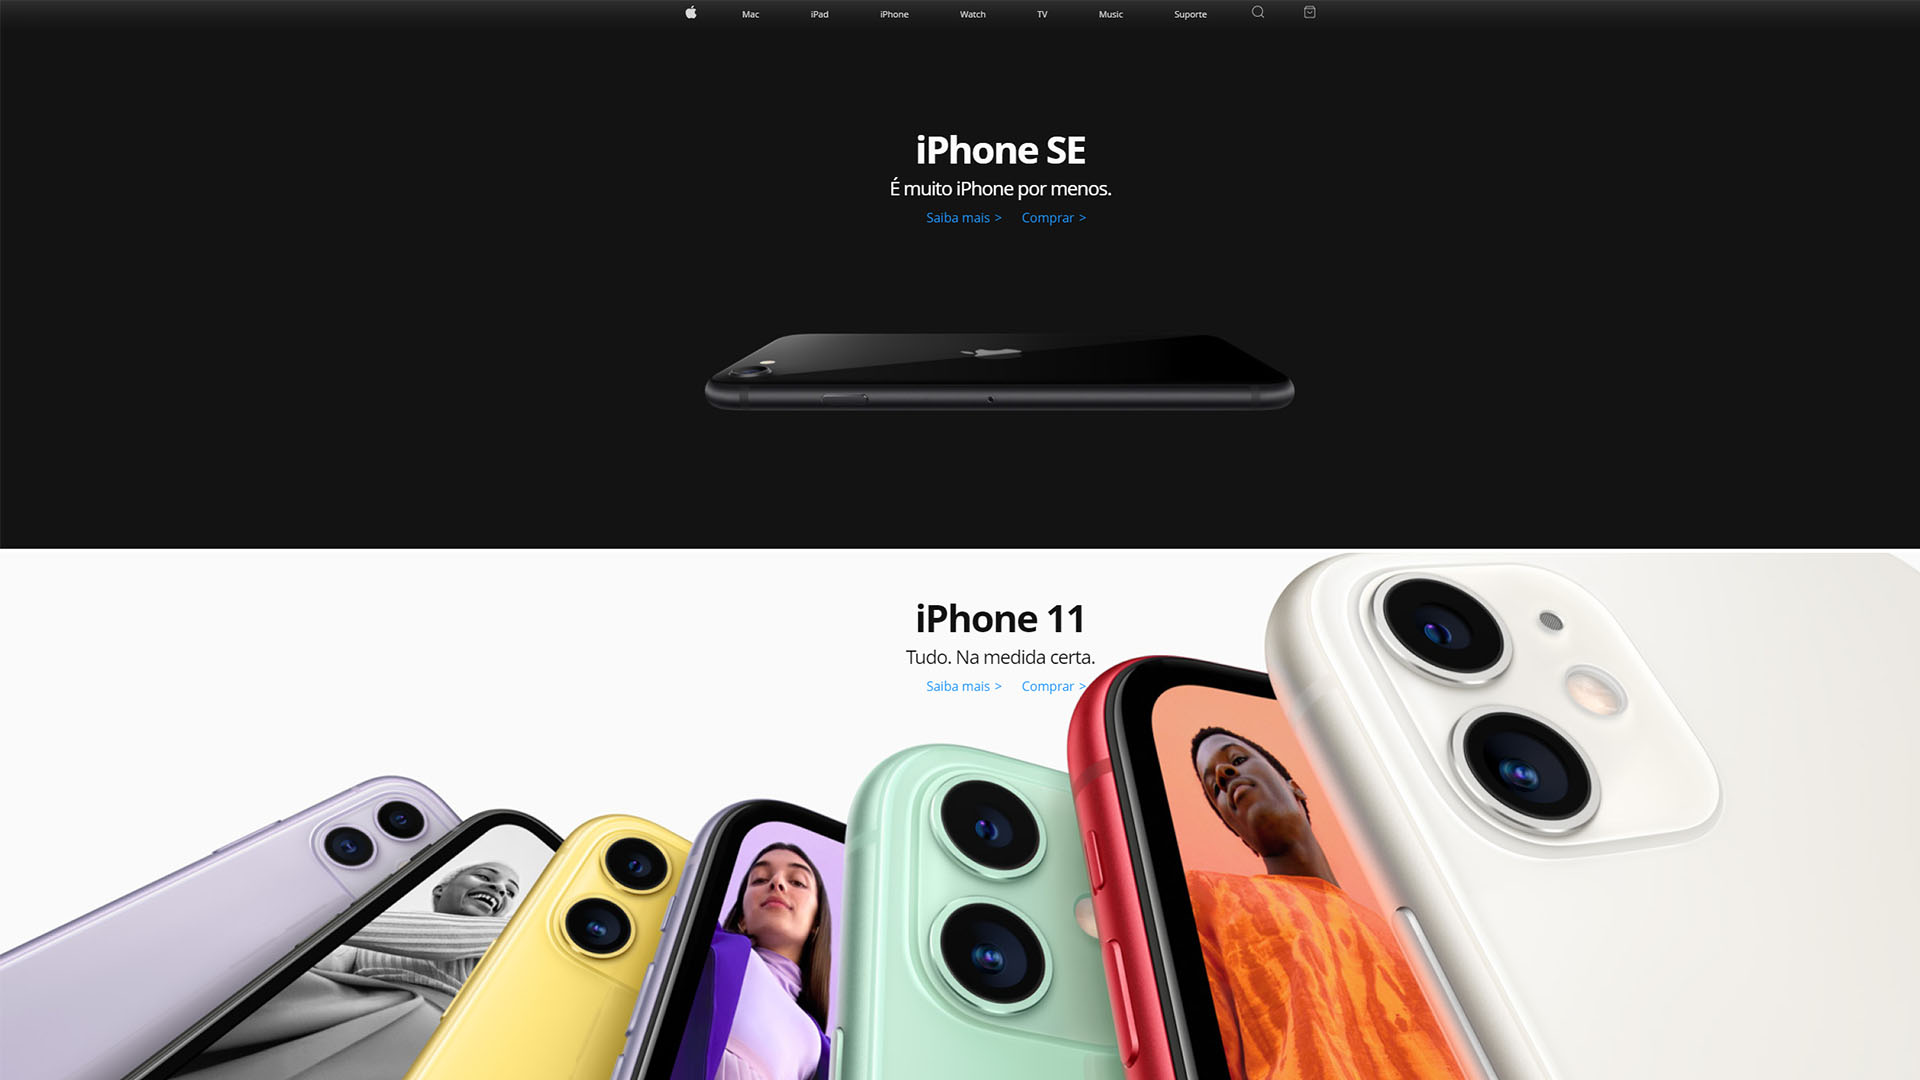 Mac iPad iPhone Watch TV Music Suporte
iPhone SE
É muito iPhone por menos.
Saiba mais > Comprar >
iPhone 11
Tudo. Na medida certa.
Saiba mais > Comprar >